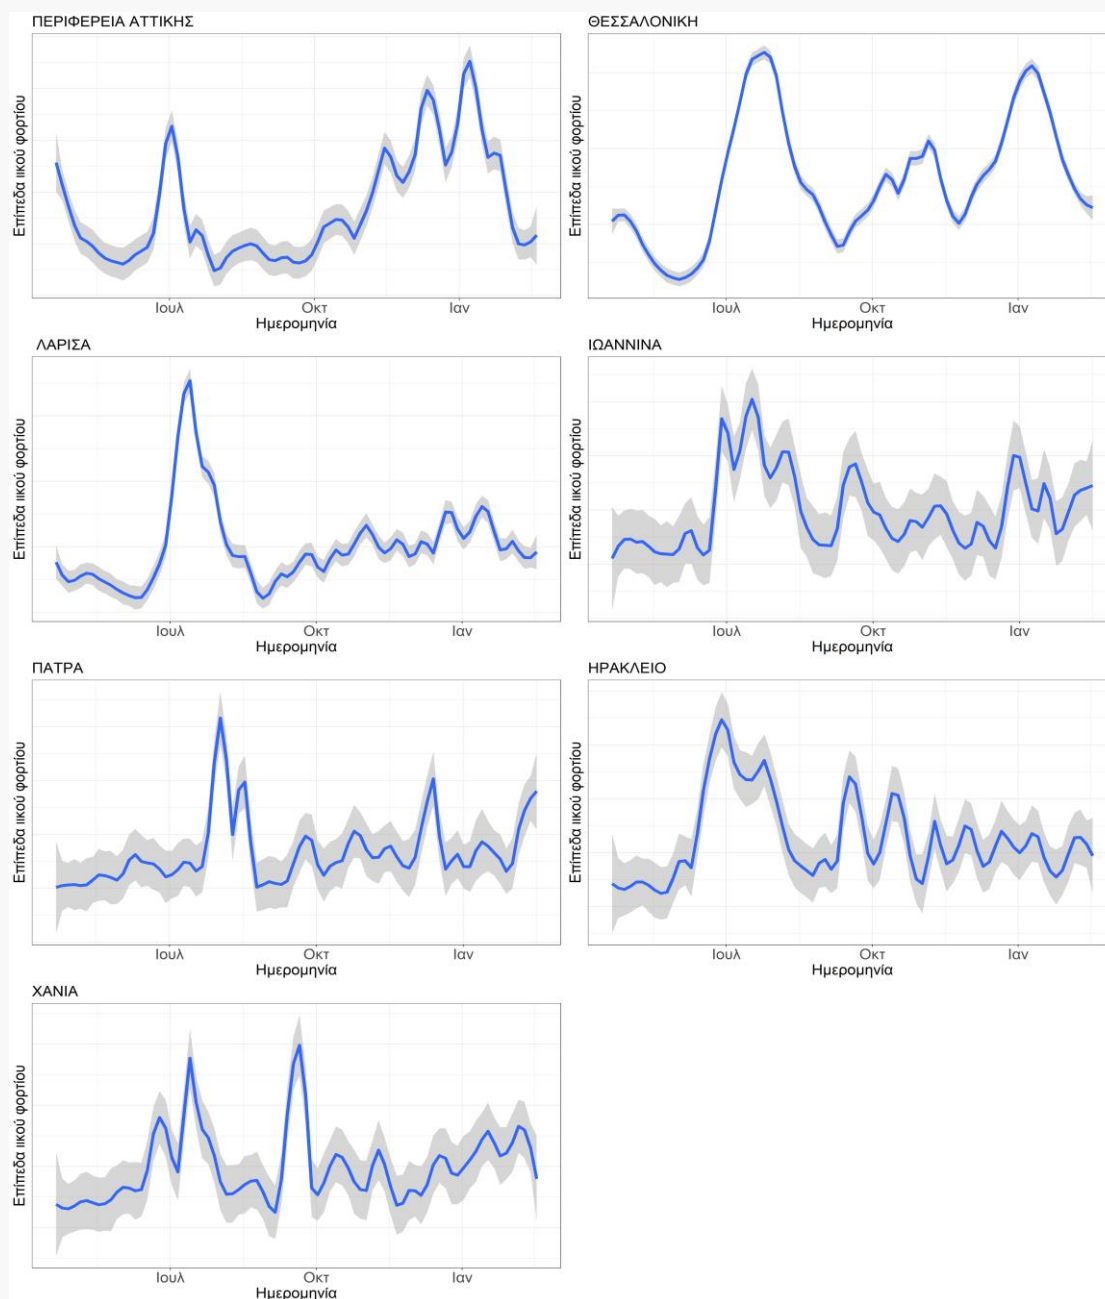 ΠΕΡΙΦΕΡΕΙΑ ΑΤΤΙΚΗΣ
Επίπεδα ιικού φορτίου
Ιουλ Οκτ Ιαν
Ημερομηνία
ΘΕΣΣΑΛΟΝΙΚΗ
Επίπεδα ιικού φορτίου
Ιουλ Οκτ Ιαν
Ημερομηνία
ΛΑΡΙΣΑ
Επίπεδα ιικού φορτίου
Ιουλ Οκτ Ιαν
Ημερομηνία
ΙΩΑΝΝΙΝΑ
Επίπεδα ιικού φορτίου
Ιουλ Οκτ Ιαν
Ημερομηνία
ΠΑΤΡΑ
Επίπεδα ιικού φορτίου
Ιουλ Οκτ Ιαν
Ημερομηνία
ΗΡΑΚΛΕΙΟ
Επίπεδα ιικού φορτίου
Ιουλ Οκτ Ιαν
Ημερομηνία
ΧΑΝΙΑ
Επίπεδα ιικού φορτίου
Ιουλ Οκτ Ιαν
Ημερομηνία